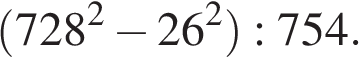 (728² − 26²) : 754.